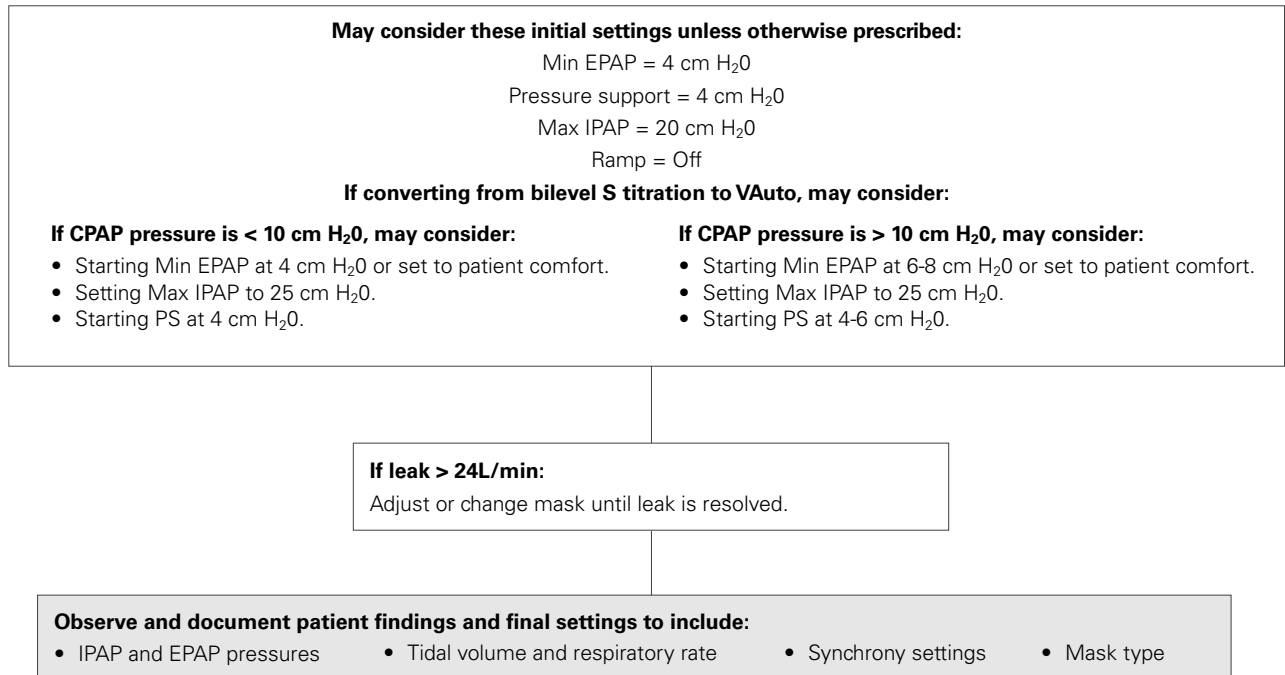 May consider these initial settings unless otherwise prescribed:
Min EPAP = 4 cm H₂0
Pressure support = 4 cm H₂0
Max IPAP = 20 cm H₂0
Ramp = Off
If converting from bilevel S titration to VAuto, may consider:
If CPAP pressure is < 10 cm H₂0, may consider:
• Starting Min EPAP at 4 cm H₂0 or set to patient comfort.
• Setting Max IPAP to 25 cm H₂0.
• Starting PS at 4 cm H₂0.
If CPAP pressure is > 10 cm H₂0, may consider:
• Starting Min EPAP at 6-8 cm H₂0 or set to patient comfort.
• Setting Max IPAP to 25 cm H₂0.
• Starting PS at 4-6 cm H₂0.
If leak > 24L/min:
Adjust or change mask until leak is resolved.
Observe and document patient findings and final settings to include:
• IPAP and EPAP pressures • Tidal volume and respiratory rate • Synchrony settings • Mask type